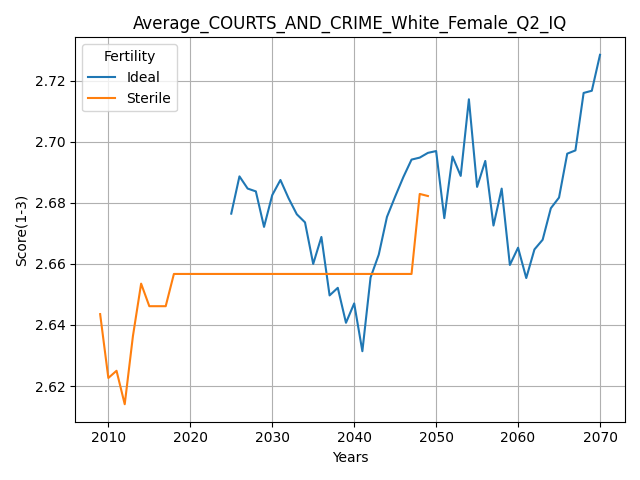 Average_COURTS_AND_CRIME_White_Female_Q2_IQ
Fertility
Ideal
Sterile
Score(1-3)
2.72
2.70
2.68
2.66
2.64
2.62
2010 2020 2030 2040 2050 2060 2070
Years